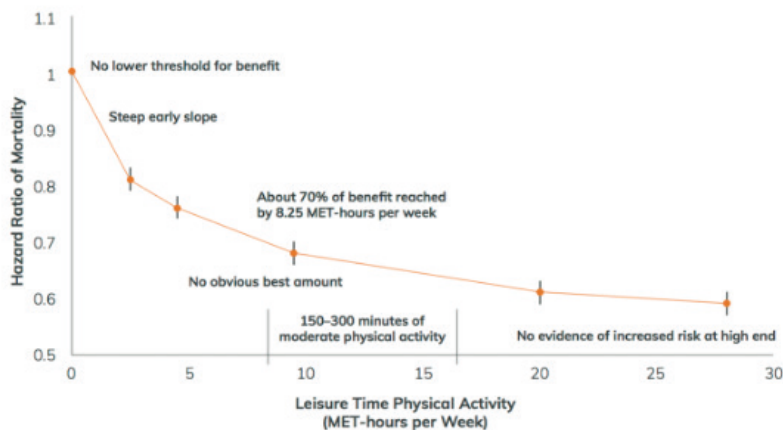 1.1
1
0.9
0.8
0.7
0.6
0.5
Hazard Ratio of Mortality
No lower threshold for benefit
Steep early slope
About 70% of benefit reached
by 8.25 MET-hours per week
No obvious best amount
150–300 minutes of
moderate physical activity
No evidence of increased risk at high end
0
5
10
15
20
25
30
Leisure Time Physical Activity
(MET-hours per Week)